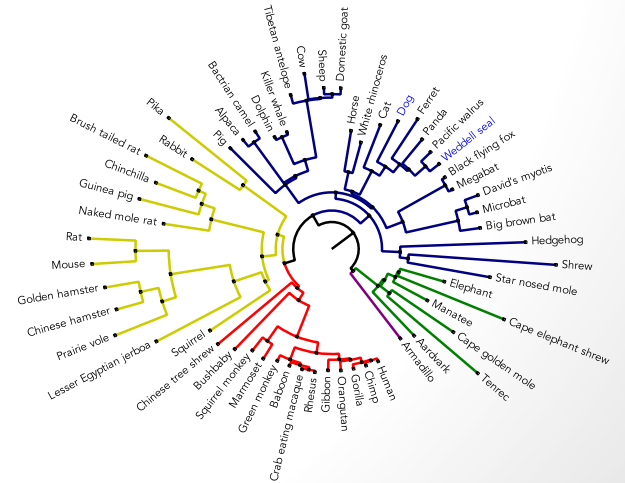 Tibetan antelope
Cow
Sheep
Domestic goat
Horse
White rhinoceros
Cat
Dog
Ferret
Panda
Pacific walrus
Weddell seal
Black flying fox
Megabat
David's myotis
Microbat
Big brown bat
Hedgehog
Shrew
Star nosed mole
Elephant
Cape elephant shrew
Manatee
Cape golden mole
Tenrec
Aardvark
Armadillo
Human
Chimp
Gorilla
Orangutan
Gibbon
Rhesus
Crab eating macaque
Baboon
Green monkey
Marmoset
Squirrel monkey
Bushbaby
Chinese tree shrew
Squirrel
Lesser Egyptian jerboa
Prairie vole
Chinese hamster
Golden hamster
Mouse
Rat
Naked mole rat
Guinea pig
Chinchilla
Brush tailed rat
Rabbit
Pika
Pig
Alpaca
Bactrian camel
Dolphin
Killer whale